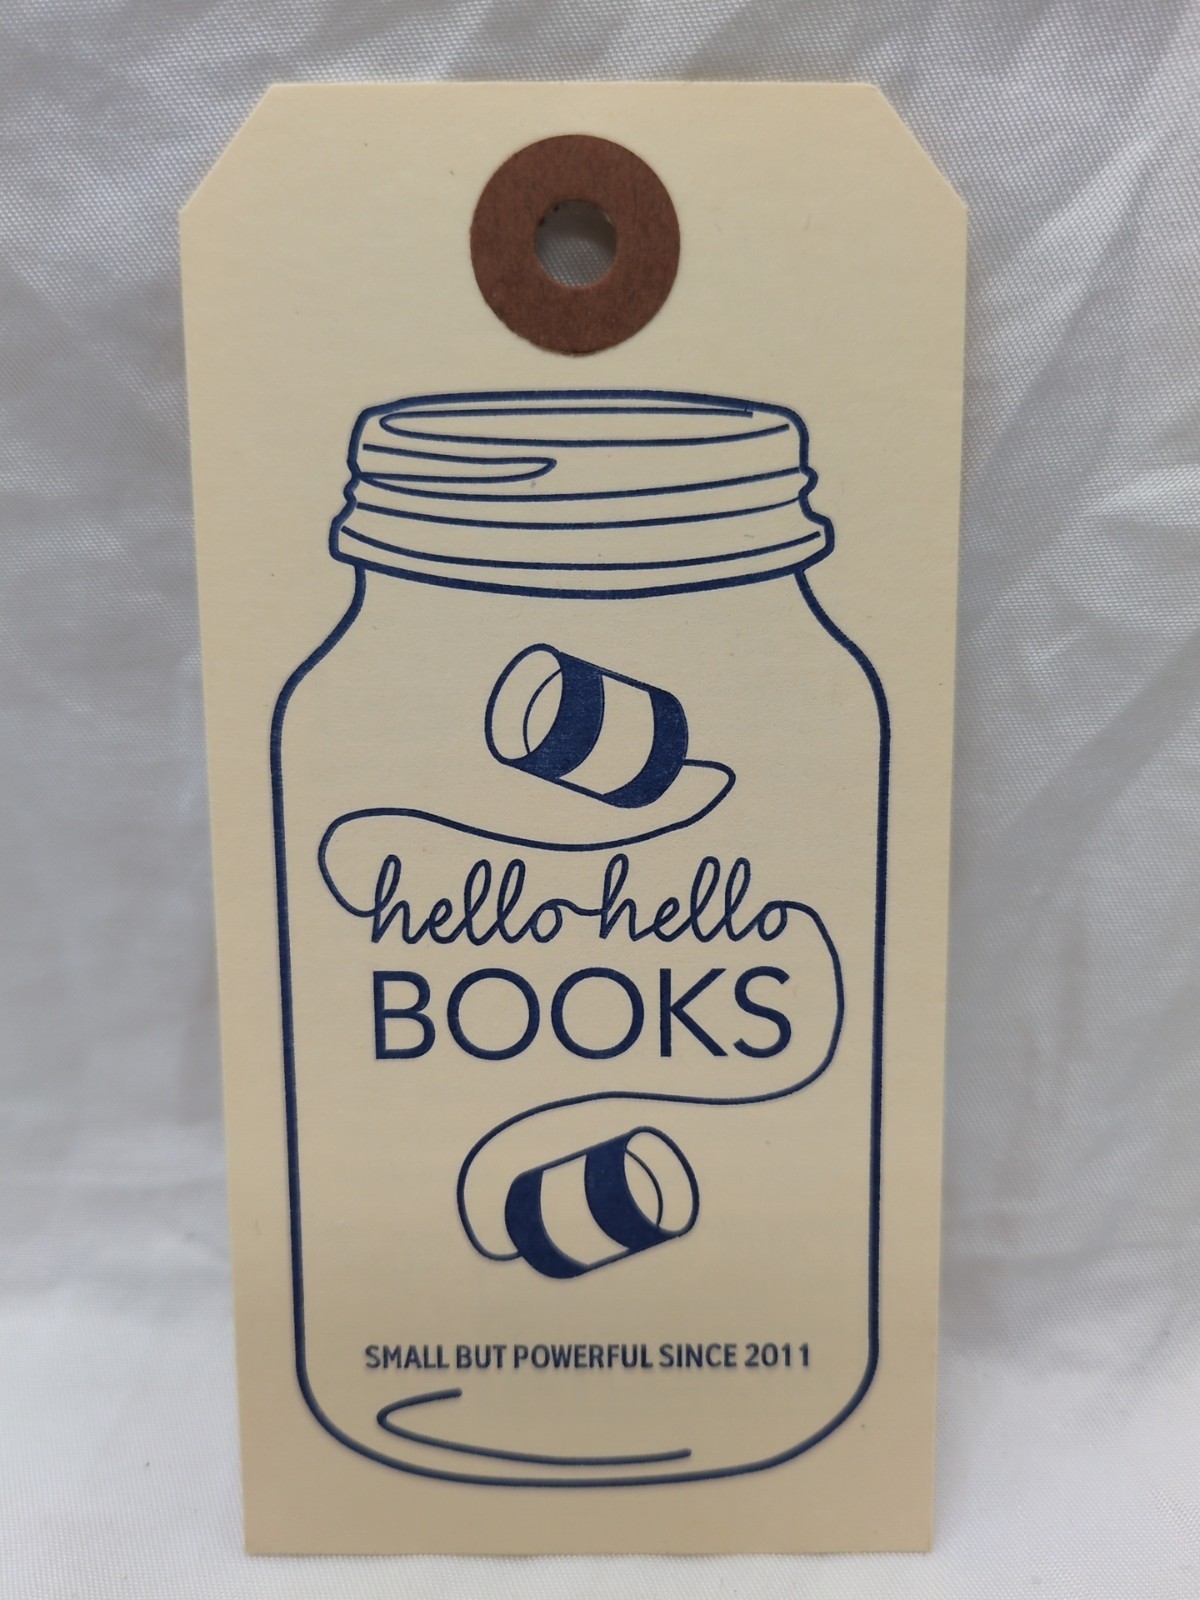 hello hello
BOOKS
SMALL BUT POWERFUL SINCE 2011